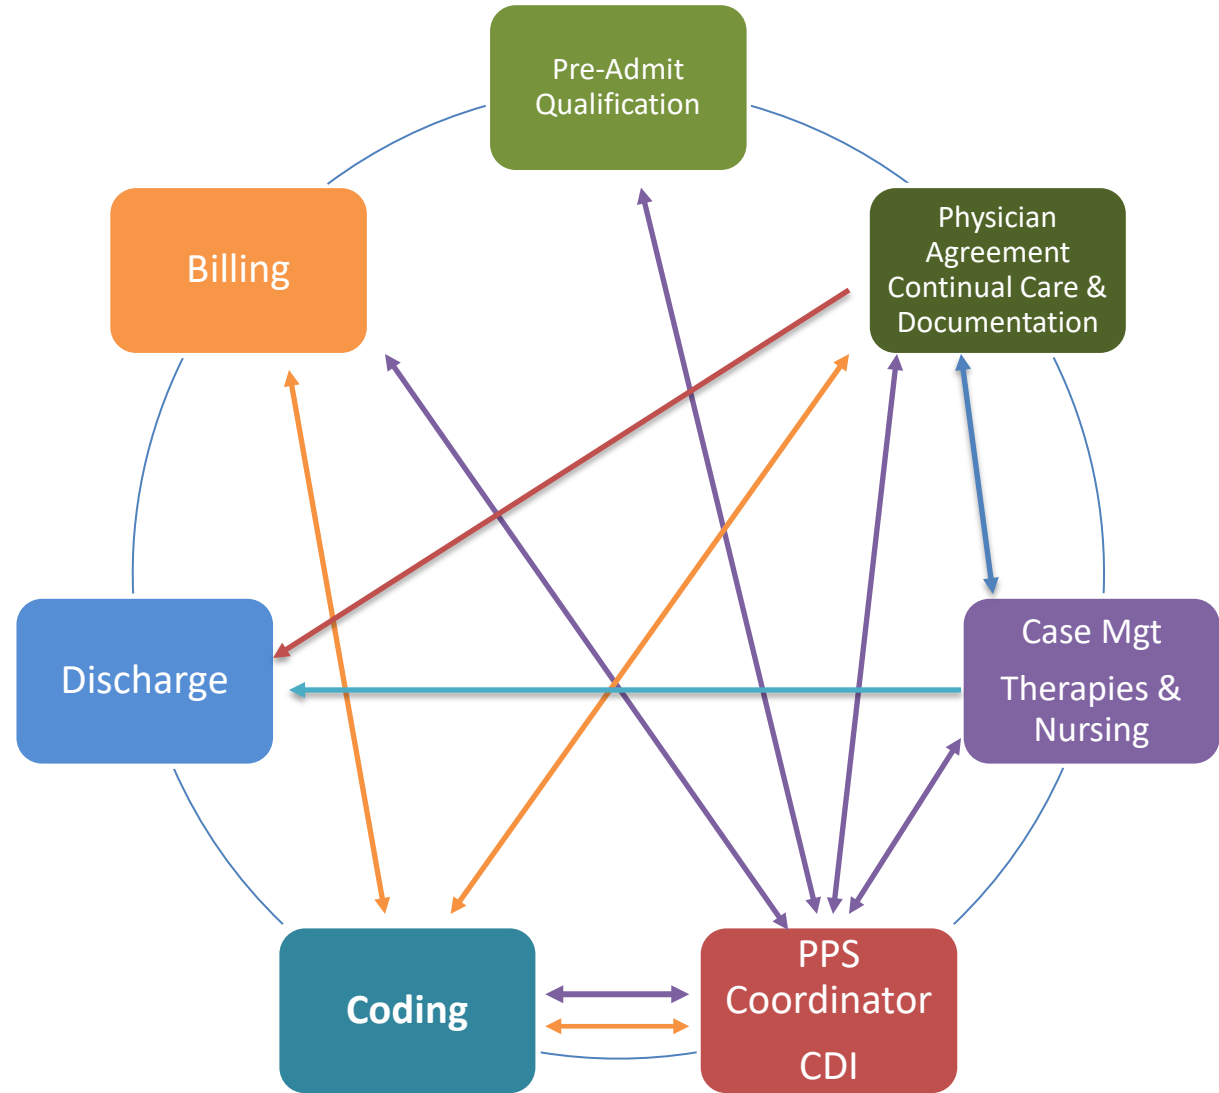 Pre-Admit
Qualification
Physician
Agreement
Continual Care &
Documentation
Case Mgt
Therapies &
Nursing
PPS
Coordinator
CDI
Coding
Discharge
Billing